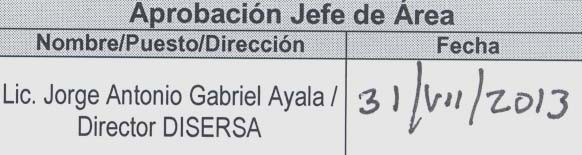 Aprobación Jefe de Área
Nombre/Puesto/Dirección Fecha
Lic. Jorge Antonio Gabriel Ayala / 31/VII/2013
Director DISERSA